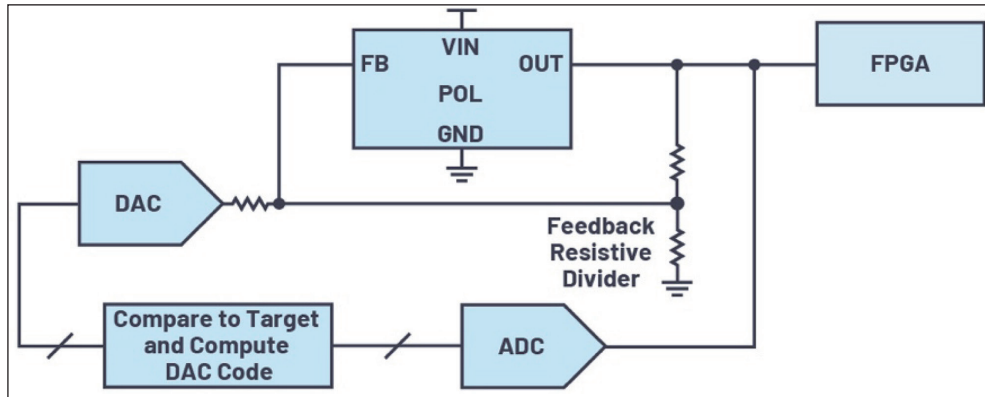 VIN
FB
OUT
POL
GND
FPGA
DAC
Feedback
Resistive
Divider
Compare to Target
and Compute
DAC Code
ADC